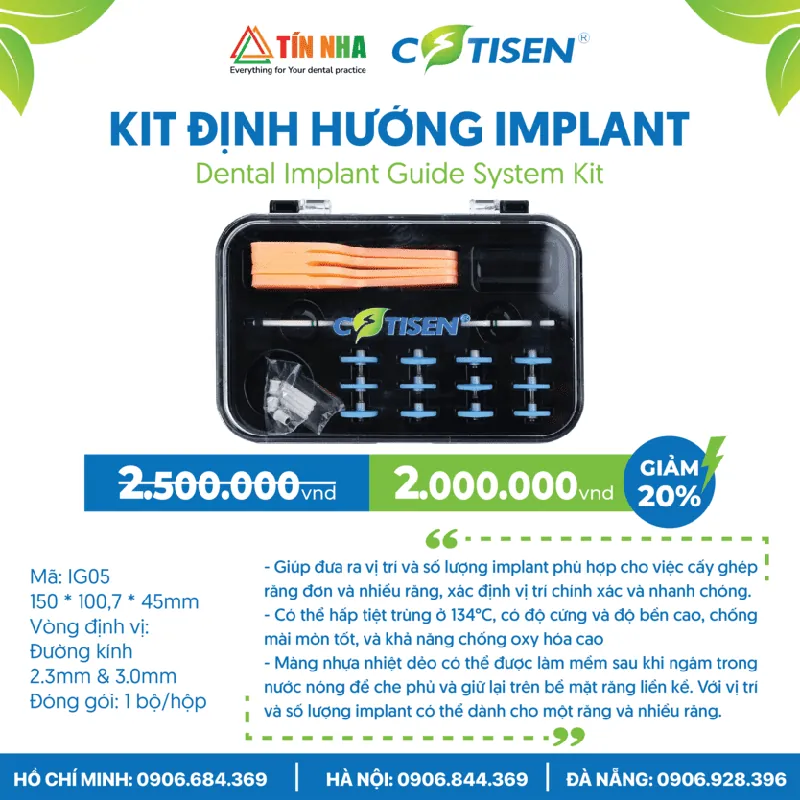 TÍN NHA
Everything for Your dental practice
COTISEN®
KIT ĐỊNH HƯỚNG IMPLANT
Dental Implant Guide System Kit
COTISEN®
2.500.000vnd
2.000.000vnd
GIẢM
20%
Mã: IG05
150 * 100,7 * 45mm
Vòng định vị:
Đường kính
2.3mm & 3.0mm
Đóng gói: 1 bộ/hộp
- Giúp đưa ra vị trí và số lượng implant phù hợp cho việc cấy ghép
răng đơn và nhiều răng, xác định vị trí chính xác và nhanh chóng.
- Có thể hấp tiệt trùng ở 134°C, có độ cứng và độ bền cao, chống
mài mòn tốt, và khả năng chống oxy hóa cao
- Màng nhựa nhiệt dẻo có thể được làm mềm sau khi ngâm trong
nước nóng để che phủ và giữ lại trên bề mặt răng liền kề. Với vị trí
và số lượng implant có thể dành cho một răng và nhiều răng.
HỒ CHÍ MINH: 0906.684.369 | HÀ NỘI: 0906.844.369 | ĐÀ NẴNG: 0906.928.396